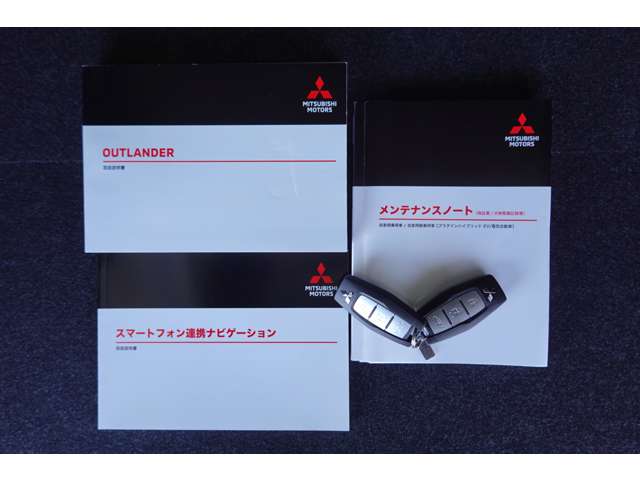 MITSUBISHI
MOTORS
OUTLANDER
取扱説明書
MITSUBISHI
MOTORS
メンテナンスノート
MITSUBISHI
MOTORS
スマートフォン連携ナビゲーション
取扱説明書